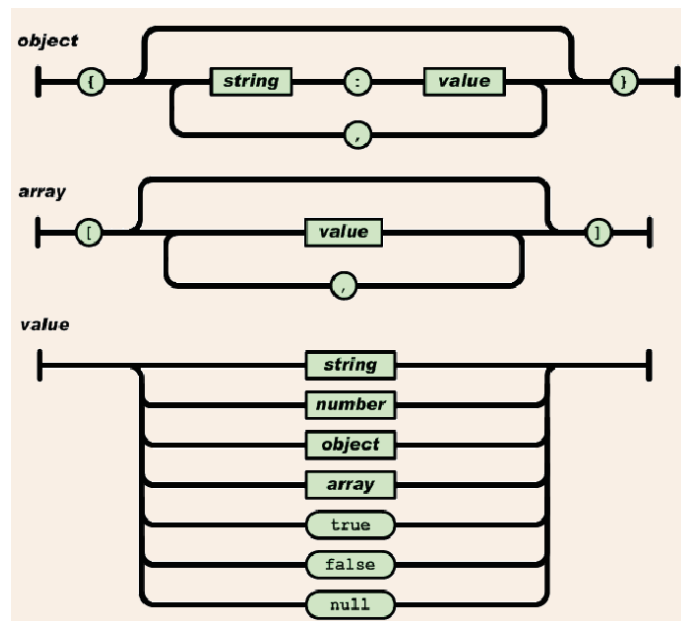 object
{ string : value }
,
array
[ value ]
,
value
string
number
object
array
true
false
null